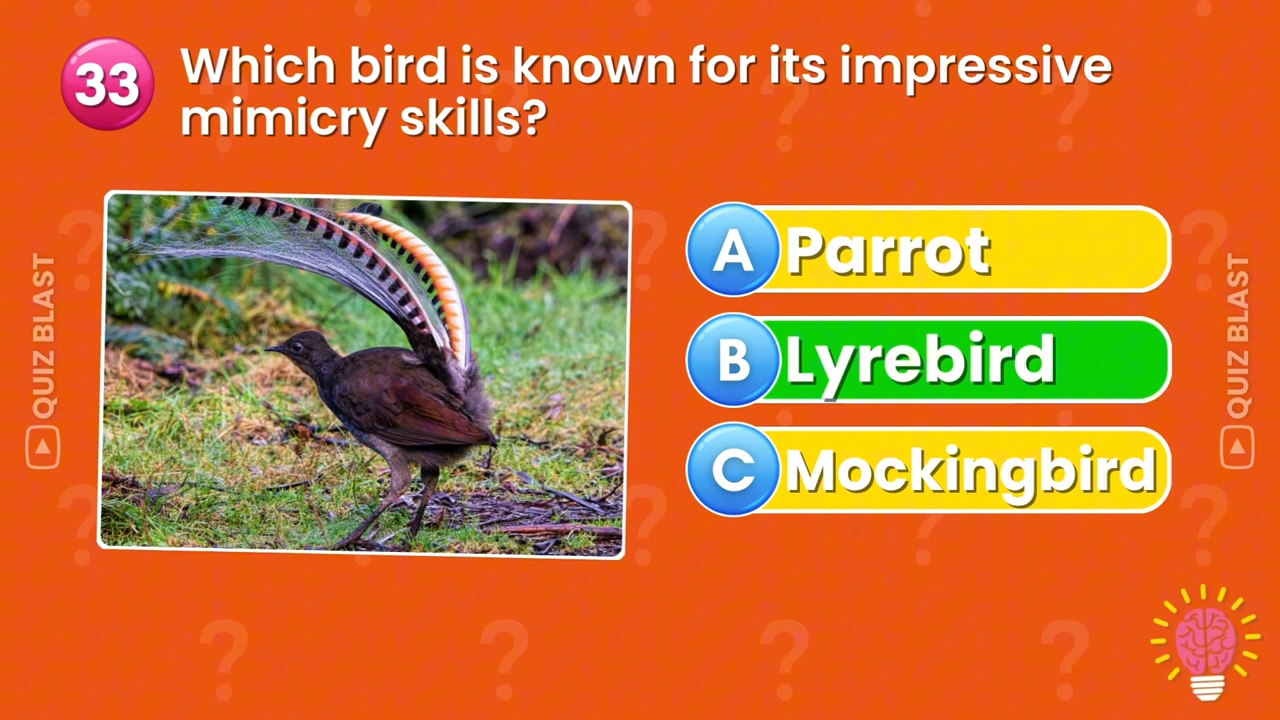 33
Which bird is known for its impressive
mimicry skills?
A Parrot
B Lyrebird
C Mockingbird
QUIZ BLAST
QUIZ BLAST